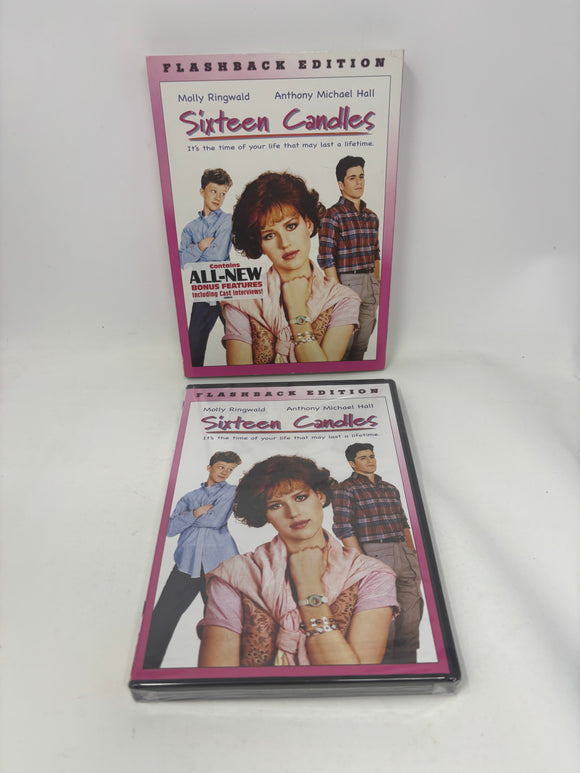 FLASHBACK EDITION
Molly Ringwald Anthony Michael Hall
Sixteen Candles
It's the time of your life that may last a lifetime.
Contains
ALL-NEW
BONUS FEATURES
Including Cast Interviews!
FLASHBACK EDITION
Molly Ringwald Anthony Michael Hall
Sixteen Candles
It's the time of your life that may last a lifetime.